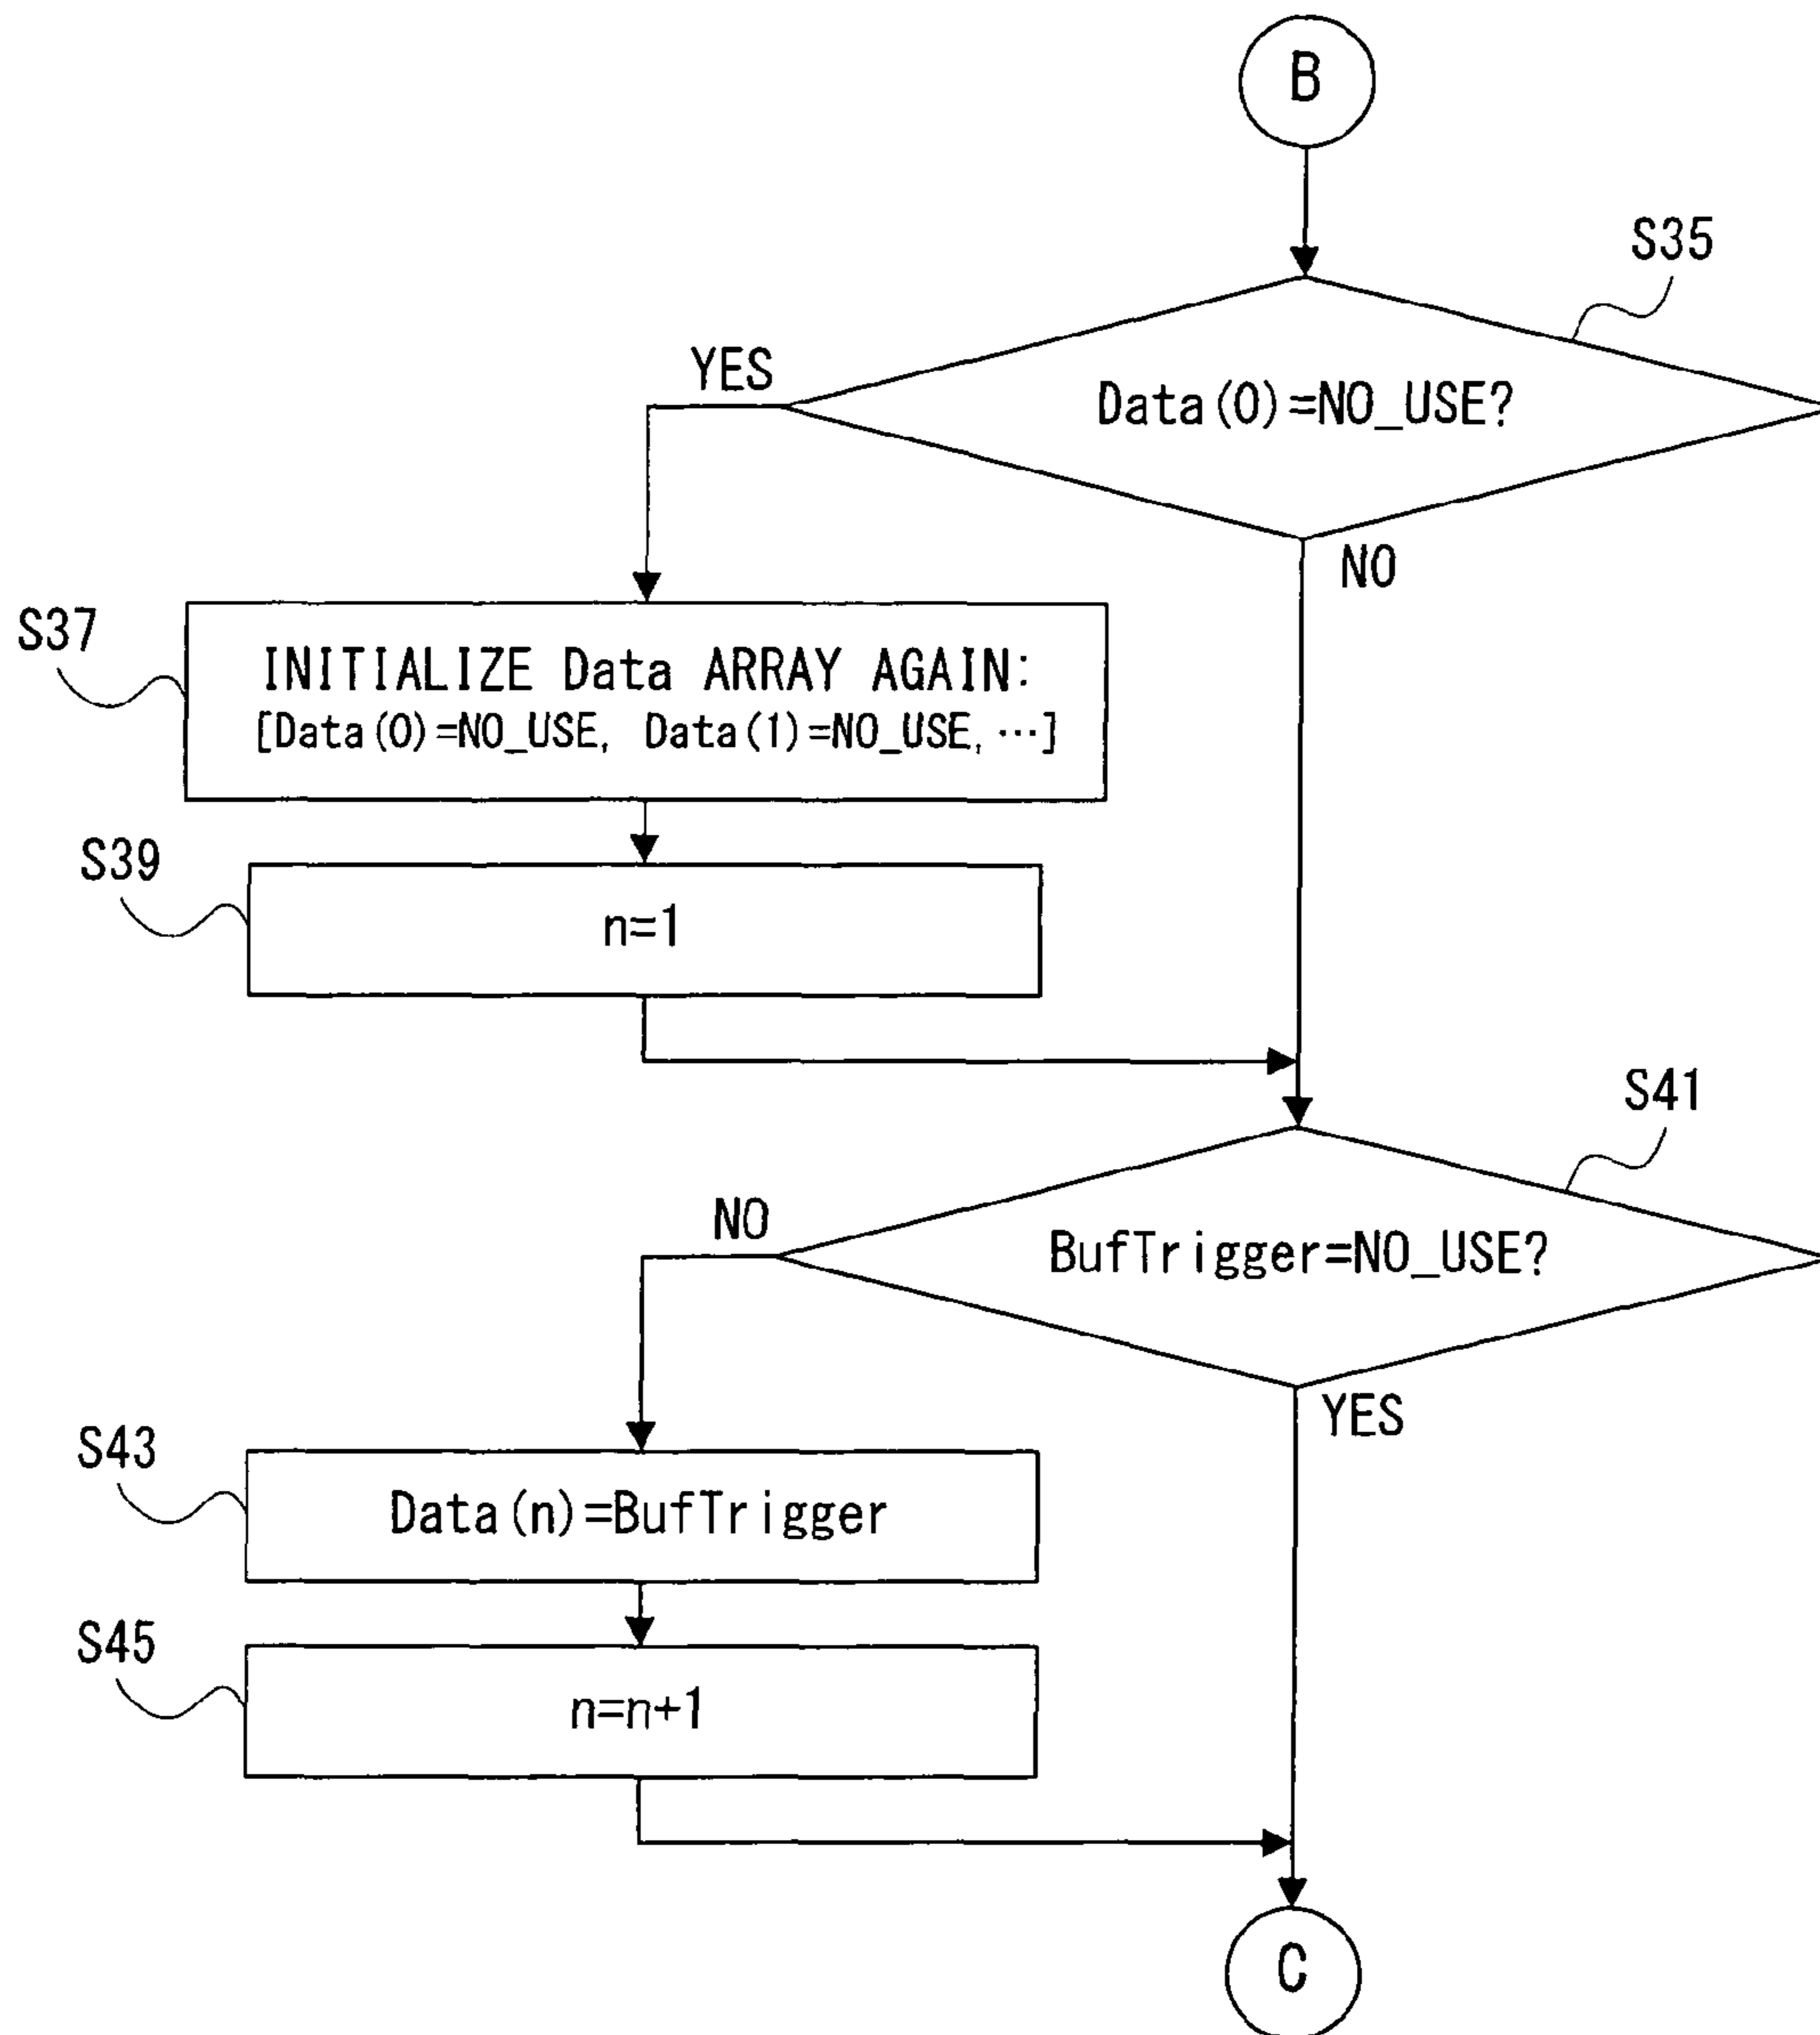 B
S35
YES
Data(0)=NO_USE?
NO
S37
INITIALIZE Data ARRAY AGAIN:
[Data(0)=NO_USE, Data(1)=NO_USE, ···]
S39
n=1
S41
NO
BufTrigger=NO_USE?
YES
S43
Data(n)=BufTrigger
S45
n=n+1
C